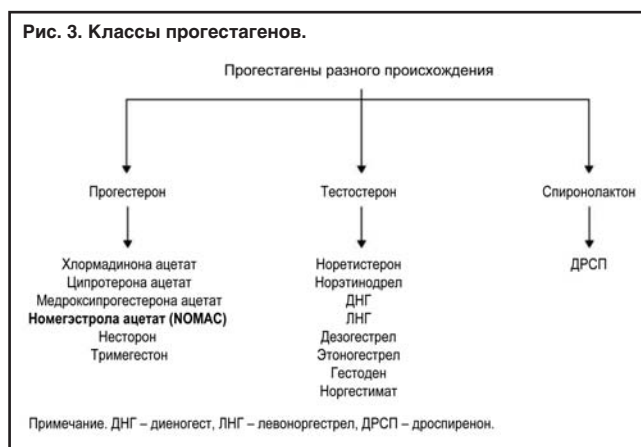 Рис. 3. Классы прогестагенов.
Прогестагены разного происхождения
Прогестерон
Тестостерон
Спиронолактон
Хлормадинона ацетат
Ципротерона ацетат
Медроксипрогестерона ацетат
Номегэстрола ацетат (NOMAC)
Несторон
Тримегестон
Норетистерон
Норэтинодрел
ДНГ
ЛНГ
Дезогестрел
Этоногестрел
Гестоден
Норгестимат
ДРСП
Примечание. ДНГ – диеногест, ЛНГ – левоноргестрел, ДРСП – дроспиренон.